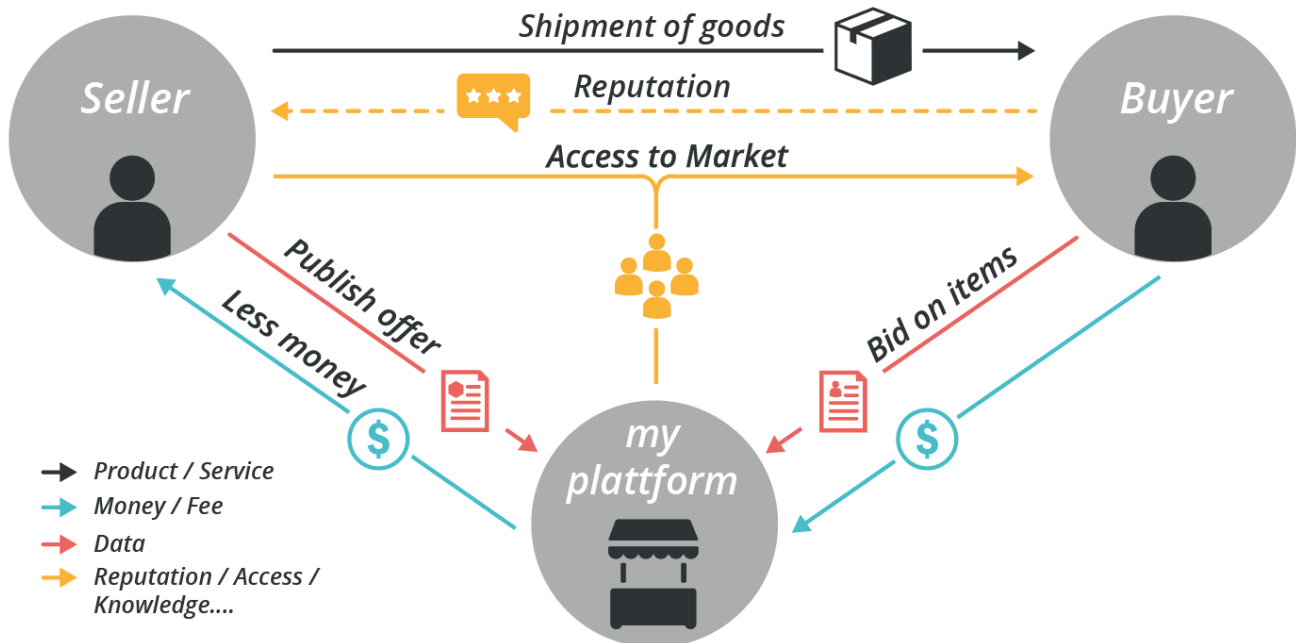 Shipment of goods
Seller
Reputation
Buyer
Access to Market
Publish offer
Less money
Bid on items
my
plattform
$
$
Product / Service
Money / Fee
Data
Reputation / Access /
Knowledge....